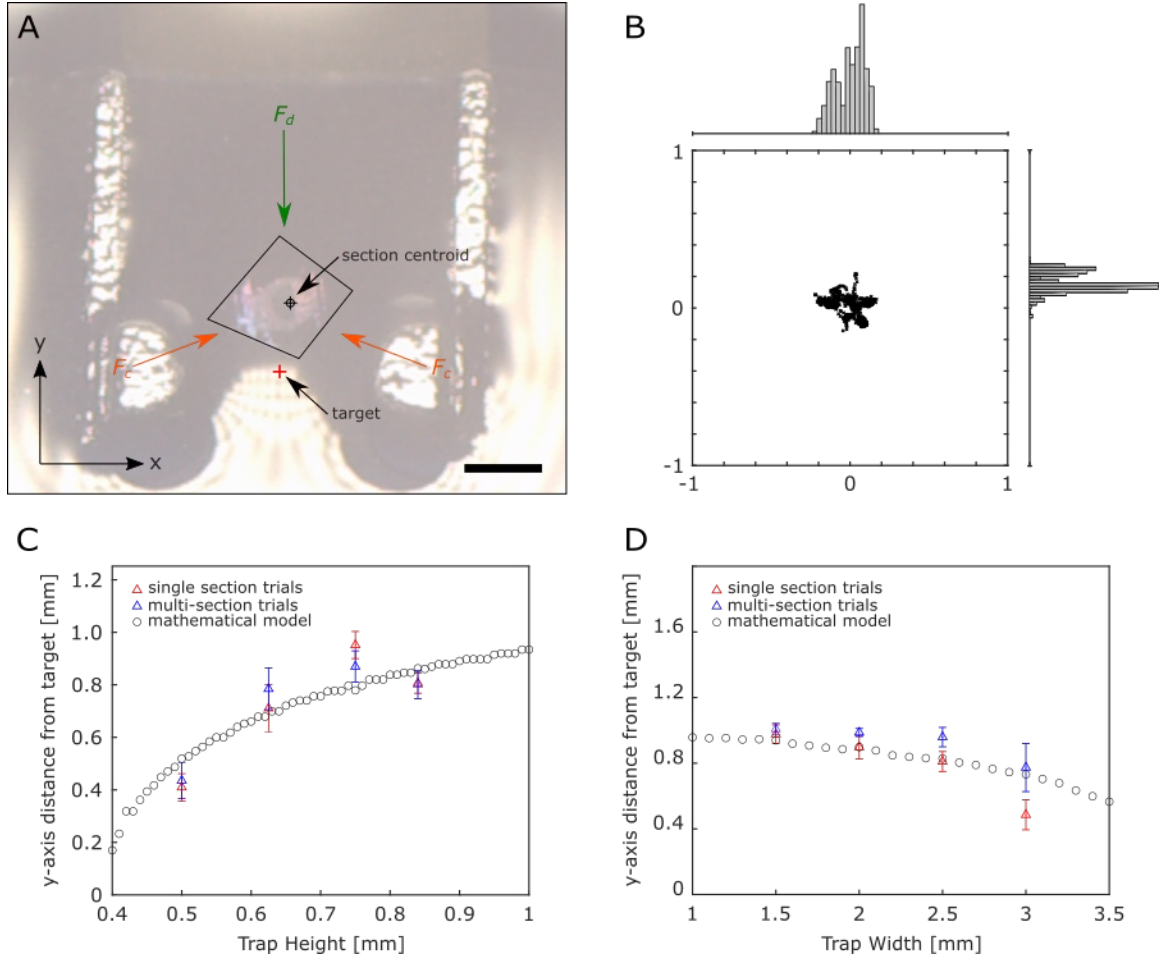 A
F_d
section centroid
F_c
F_c
target
y
x
B
1
0
-1
-1
0
1
C
single section trials
multi-section trials
mathematical model
y-axis distance from target [mm]
1.2
1.0
0.8
0.6
0.4
0.2
0
0.4
0.5
0.6
0.7
0.8
0.9
1
Trap Height [mm]
D
single section trials
multi-section trials
mathematical model
y-axis distance from target [mm]
1.6
1.2
0.8
0.4
0
1
1.5
2
2.5
3
3.5
Trap Width [mm]